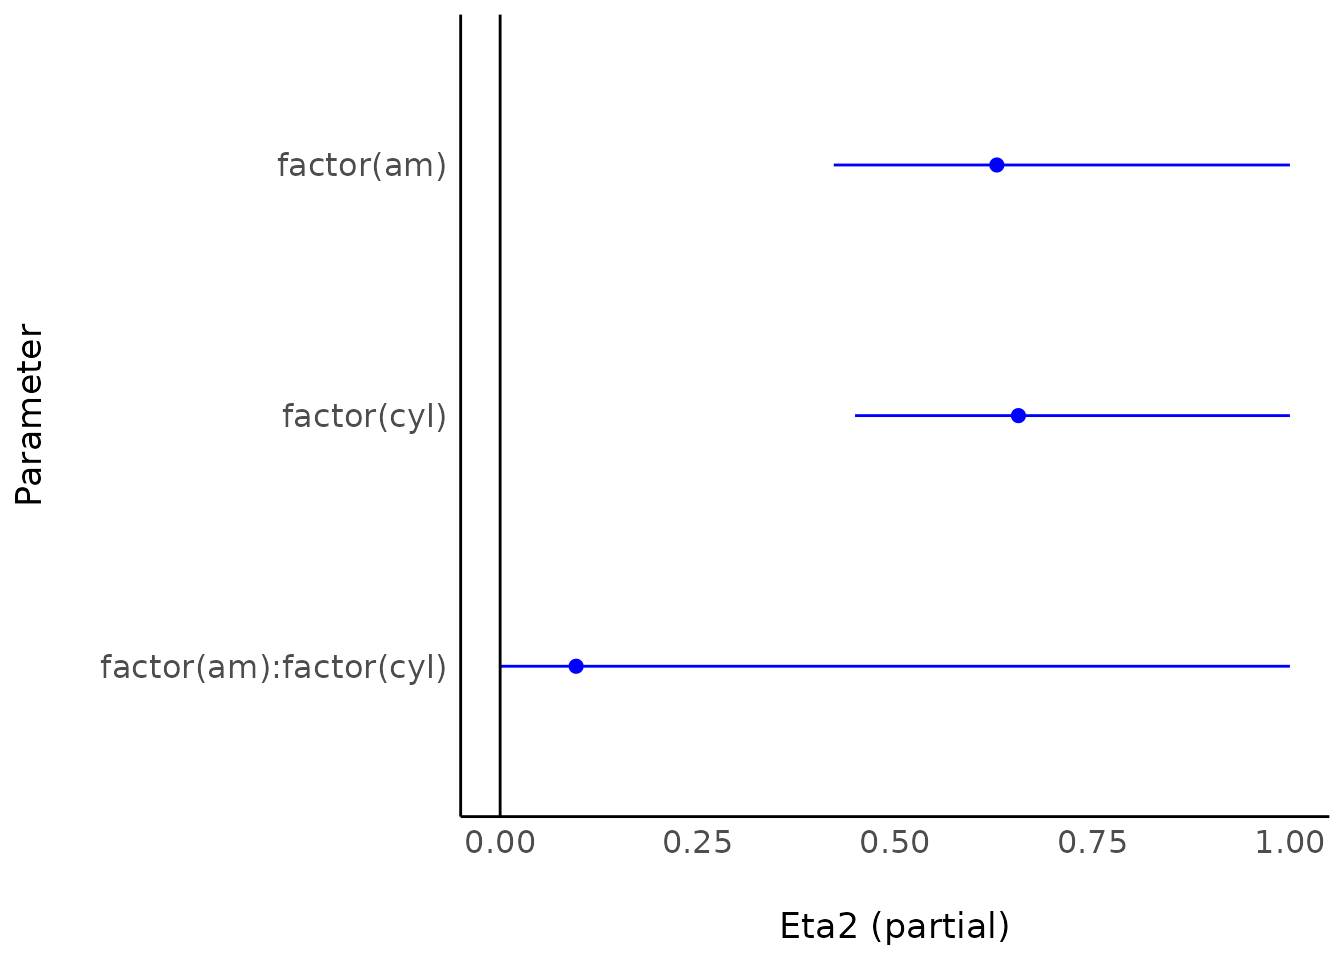 Parameter
factor(am)
factor(cyl)
factor(am):factor(cyl)
0.00 0.25 0.50 0.75 1.00
Eta2 (partial)